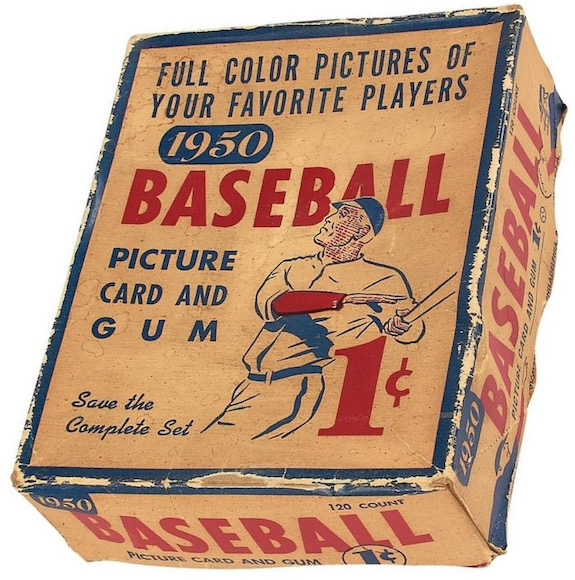 FULL COLOR PICTURES OF
YOUR FAVORITE PLAYERS
1950
BASEBALL
PICTURE
CARD AND
GUM
1¢
Save the
Complete Set
1950
120 COUNT
BASEBALL
PICTURE CARD AND GUM
1¢
1950
BASEBALL
PICTURE CARD AND GUM
1¢